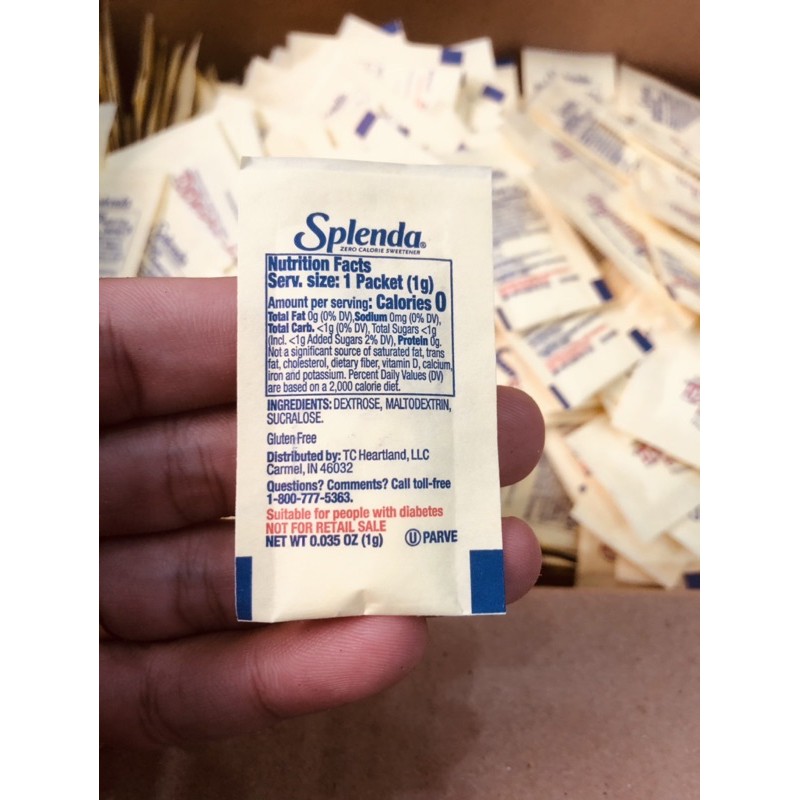 Splenda®
ZERO CALORIE SWEETENER
Nutrition Facts
Serv. size: 1 Packet (1g)
Amount per serving: Calories 0
Total Fat 0g (0% DV), Sodium 0mg (0% DV),
Total Carb. <1g (0% DV), Total Sugars <1g
(Incl. <1g Added Sugars 2% DV), Protein 0g.
Not a significant source of saturated fat, trans
fat, cholesterol, dietary fiber, vitamin D, calcium,
iron and potassium. Percent Daily Values (DV)
are based on a 2,000 calorie diet.
INGREDIENTS: DEXTROSE, MALTODEXTRIN,
SUCRALOSE.
Gluten Free
Distributed by: TC Heartland, LLC
Carmel, IN 46032
Questions? Comments? Call toll-free
1-800-777-5363.
Suitable for people with diabetes
NOT FOR RETAIL SALE
NET WT 0.035 OZ (1g) Ⓤ PARVE